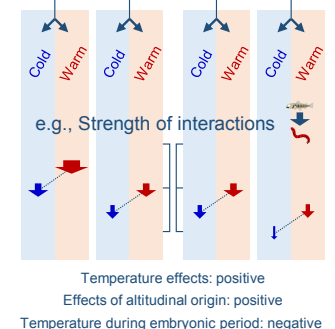 Cold Warm Cold Warm Cold Warm Cold Warm
e.g., Strength of interactions
Temperature effects: positive
Effects of altitudinal origin: positive
Temperature during embryonic period: negative